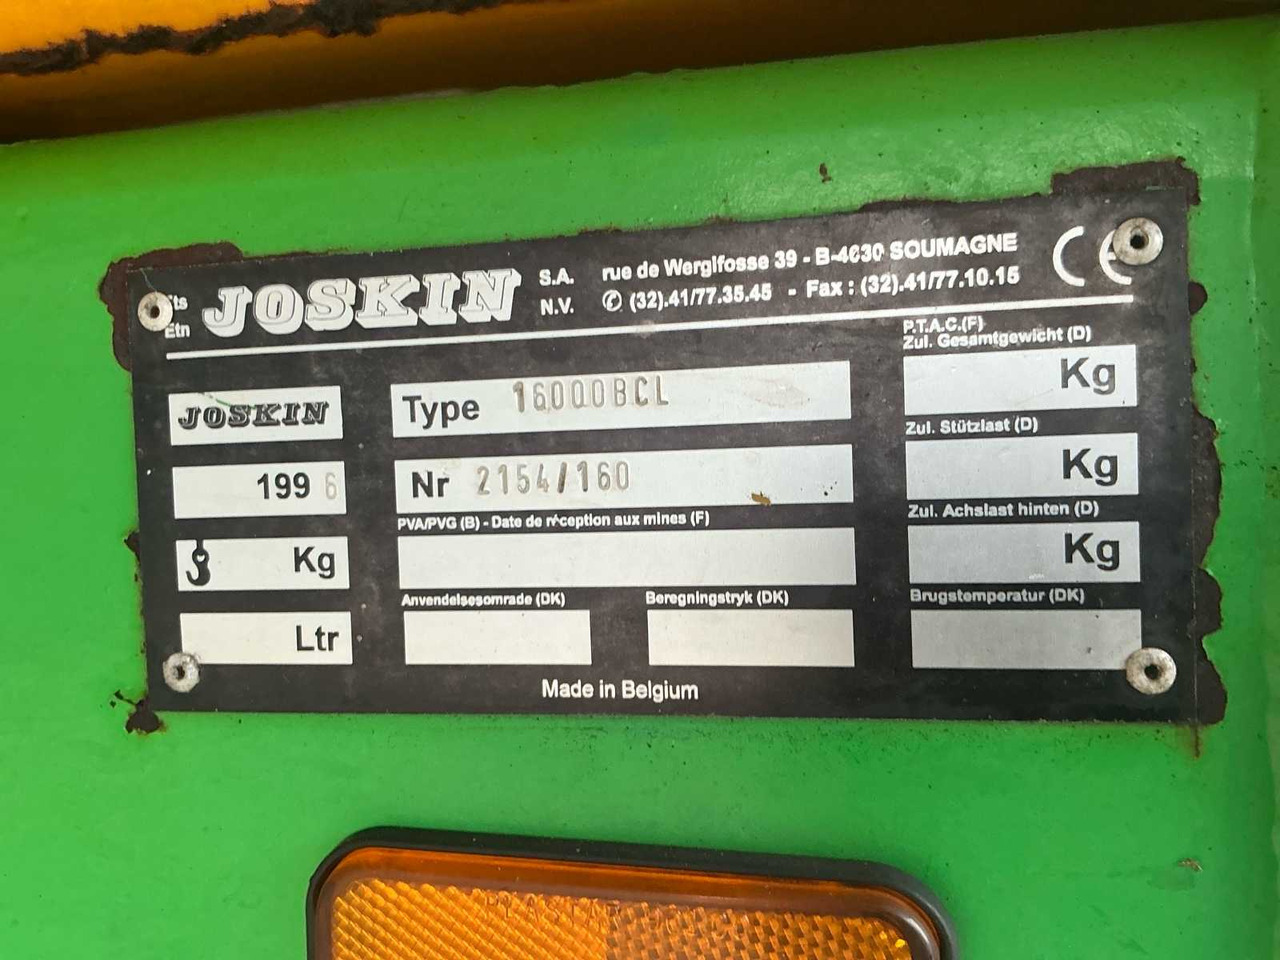 Ets JOSKIN S.A. rue de Werglfosse 39 - B-4630 SOUMAGNE CE
Etn N.V. ✆ (32).41/77.35.45 - Fax : (32).41/77.10.15
P.T.A.C.(F)
Zul. Gesamtgewicht (D)
JOSKIN Type 16000BCL Kg
Zul. Stützlast (D)
1996 Nr 2154/160 Kg
PVA/PVG (B) - Date de réception aux mines (F) Zul. Achslast hinten (D)
Kg Kg
Anvendelsesomrade (DK) Beregningstryk (DK) Brugstemperatur (DK)
Ltr
Made in Belgium